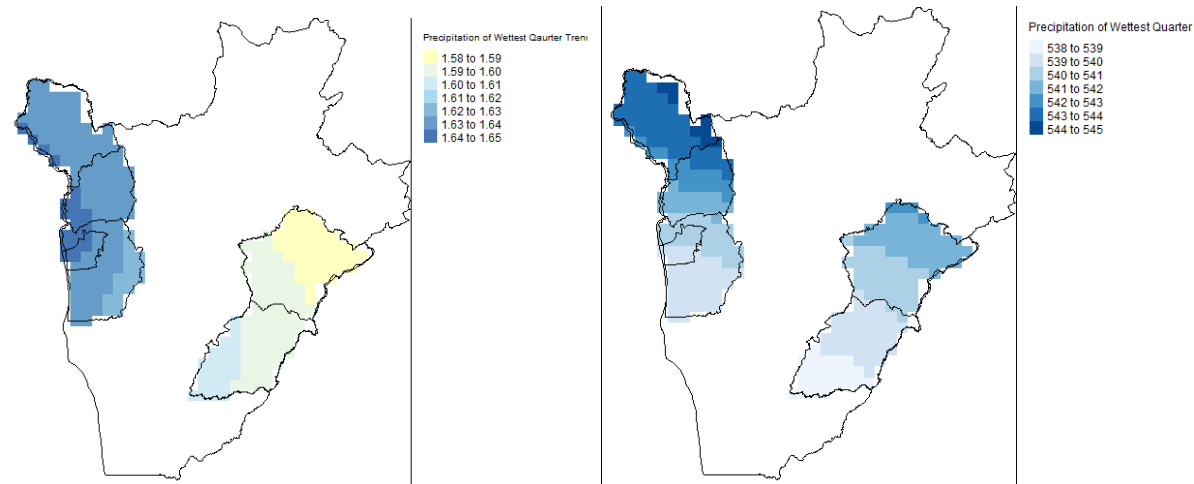 Precipitation of Wettest Qaurter Tren
1.58 to 1.59
1.59 to 1.60
1.60 to 1.61
1.61 to 1.62
1.62 to 1.63
1.63 to 1.64
1.64 to 1.65
Precipitation of Wettest Quarter
538 to 539
539 to 540
540 to 541
541 to 542
542 to 543
543 to 544
544 to 545